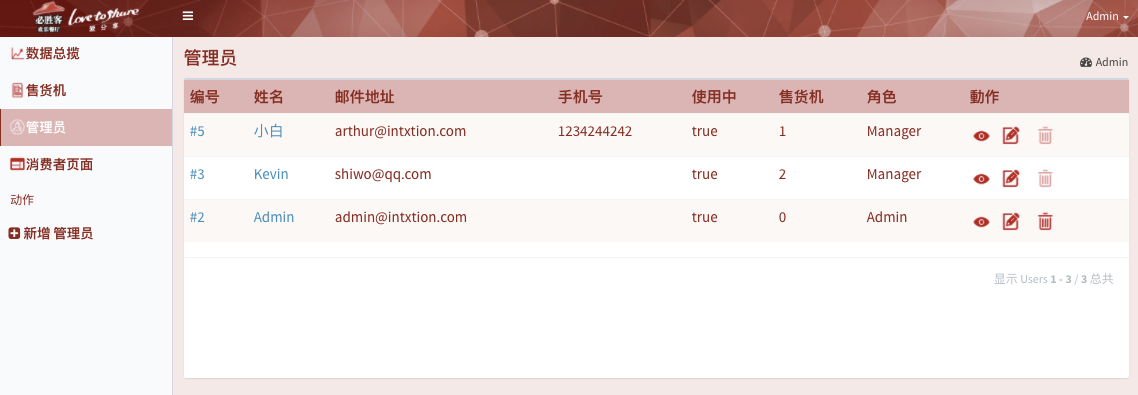 必胜客 Love to share
欢乐餐厅 爱分享
Admin
数据总揽
售货机
管理员
消费者页面
动作
新增 管理员
管理员
Admin
编号 姓名 邮件地址 手机号 使用中 售货机 角色 動作
#5 小白 arthur@intxtion.com 1234244242 true 1 Manager
#3 Kevin shiwo@qq.com true 2 Manager
#2 Admin admin@intxtion.com true 0 Admin
显示 Users 1 - 3 / 3 总共